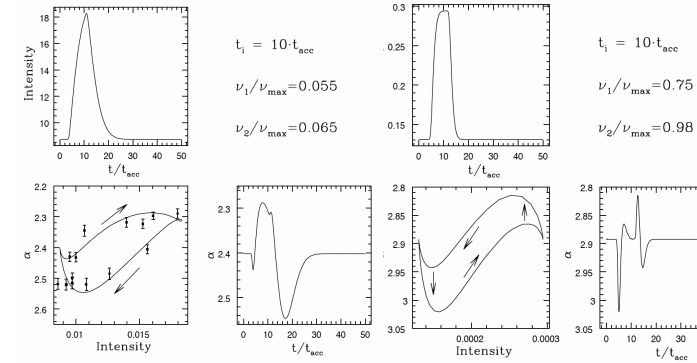 18
16
14
12
10
Intensity
0 10 20 30 40 50
t/t_acc
t_i = 10·t_acc
ν_1/ν_max=0.055
ν_2/ν_max=0.065
0.3
0.25
0.2
0.15
0 10 20 30 40 50
t/t_acc
t_i = 10·t_acc
ν_1/ν_max=0.75
ν_2/ν_max=0.98
2.2
2.3
2.4
2.5
2.6
α
0.01 0.015
Intensity
2.3
2.4
2.5
α
0 10 20 30 40 50
t/t_acc
2.8
2.85
2.9
2.95
3
3.05
0.0002 0.0003
Intensity
2.8
2.85
2.9
2.95
3
3.05
α
0 10 20 30
t/t_acc